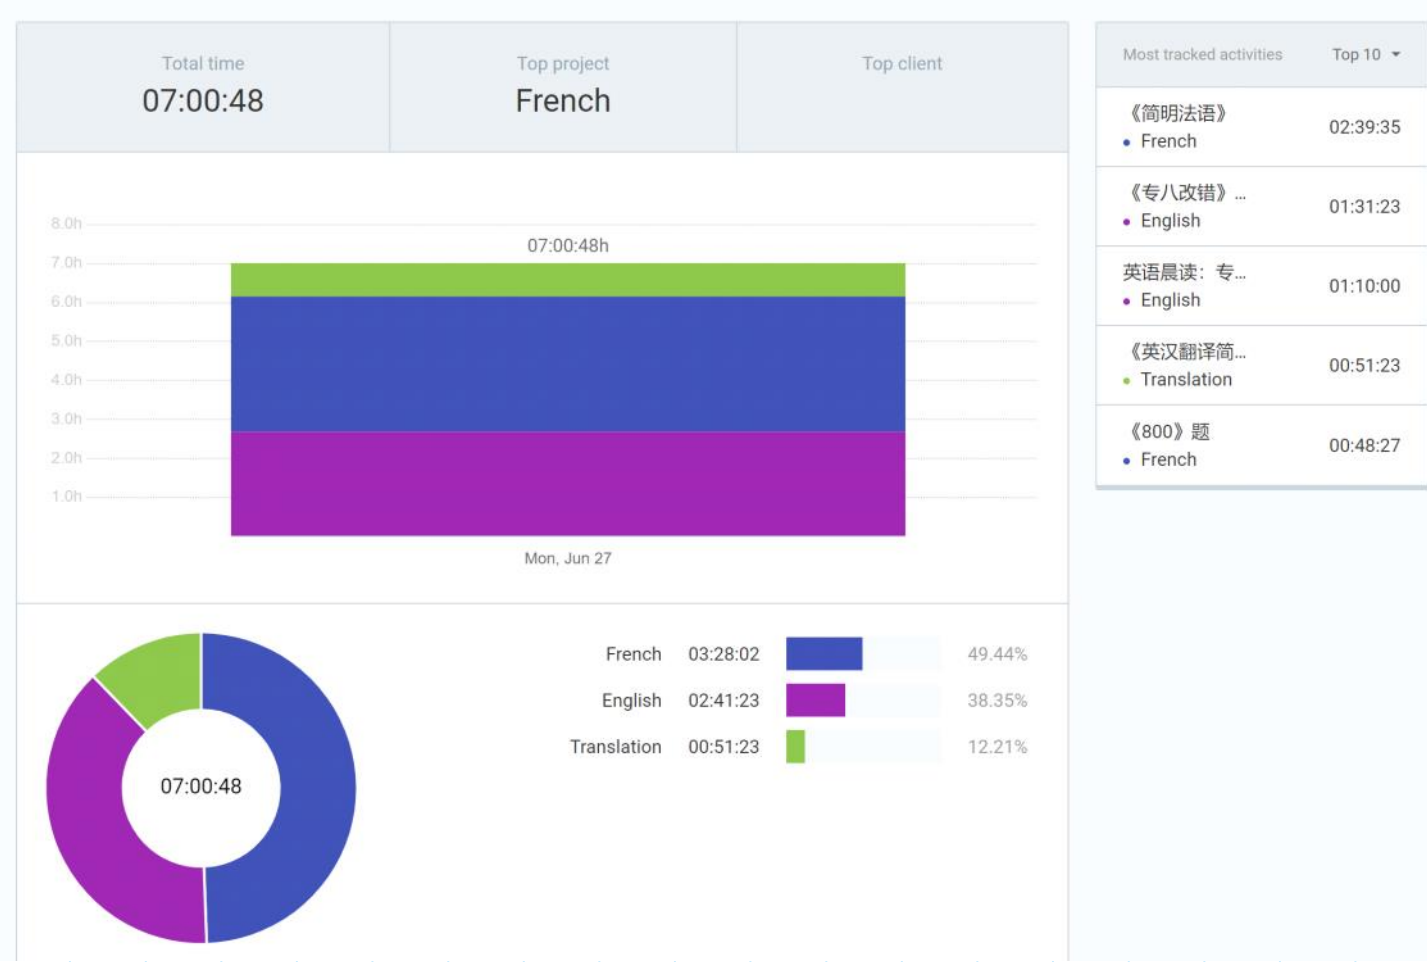 Total time
07:00:48
Top project
French
Top client
8.0h
7.0h
6.0h
5.0h
4.0h
3.0h
2.0h
1.0h
07:00:48h
Mon, Jun 27
07:00:48
French 03:28:02 49.44%
English 02:41:23 38.35%
Translation 00:51:23 12.21%
Most tracked activities Top 10
《简明法语》
French 02:39:35
《专八改错》...
English 01:31:23
英语晨读：专...
English 01:10:00
《英汉翻译简...
Translation 00:51:23
《800》题
French 00:48:27